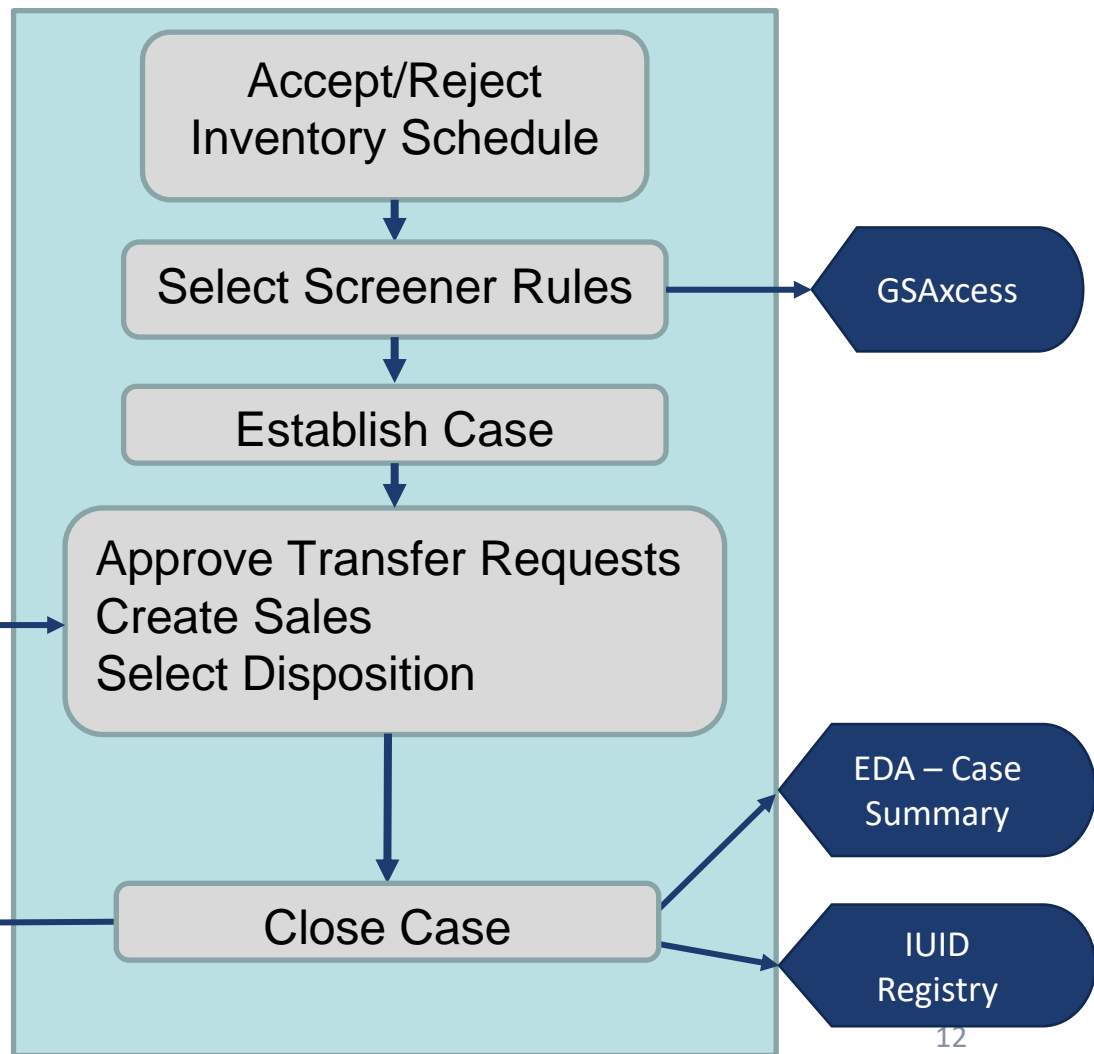 Accept/Reject
Inventory Schedule
Select Screener Rules
GSAxcess
Establish Case
Approve Transfer Requests
Create Sales
Select Disposition
EDA – Case
Summary
Close Case
IUID
Registry
12